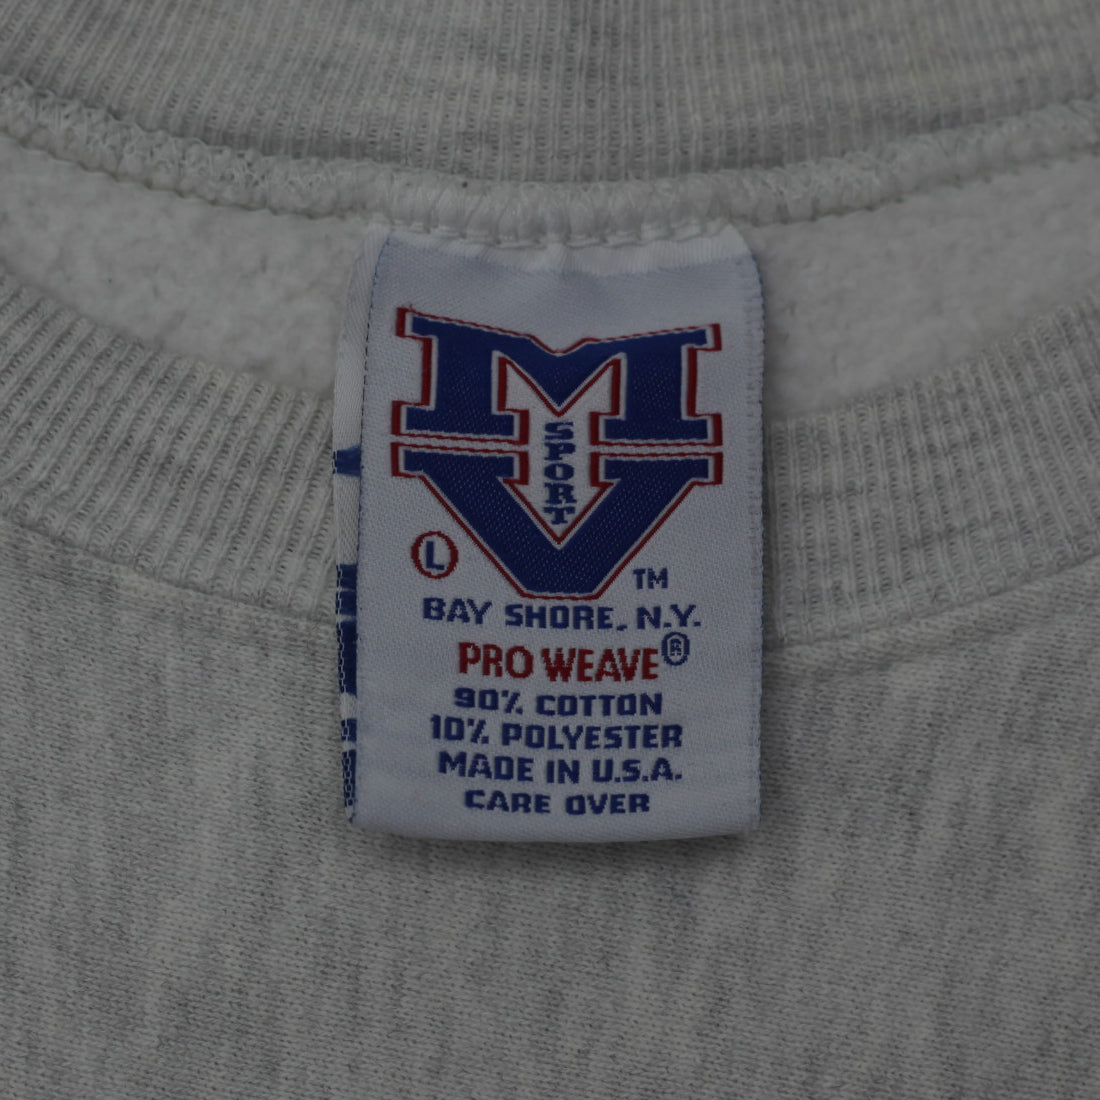 MV
SPORT
L
TM
BAY SHORE, N.Y.
PRO WEAVE®
90% COTTON
10% POLYESTER
MADE IN U.S.A.
CARE OVER